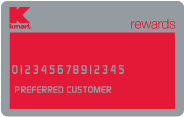 K
kmart.
rewards
012345678912345
PREFERRED CUSTOMER